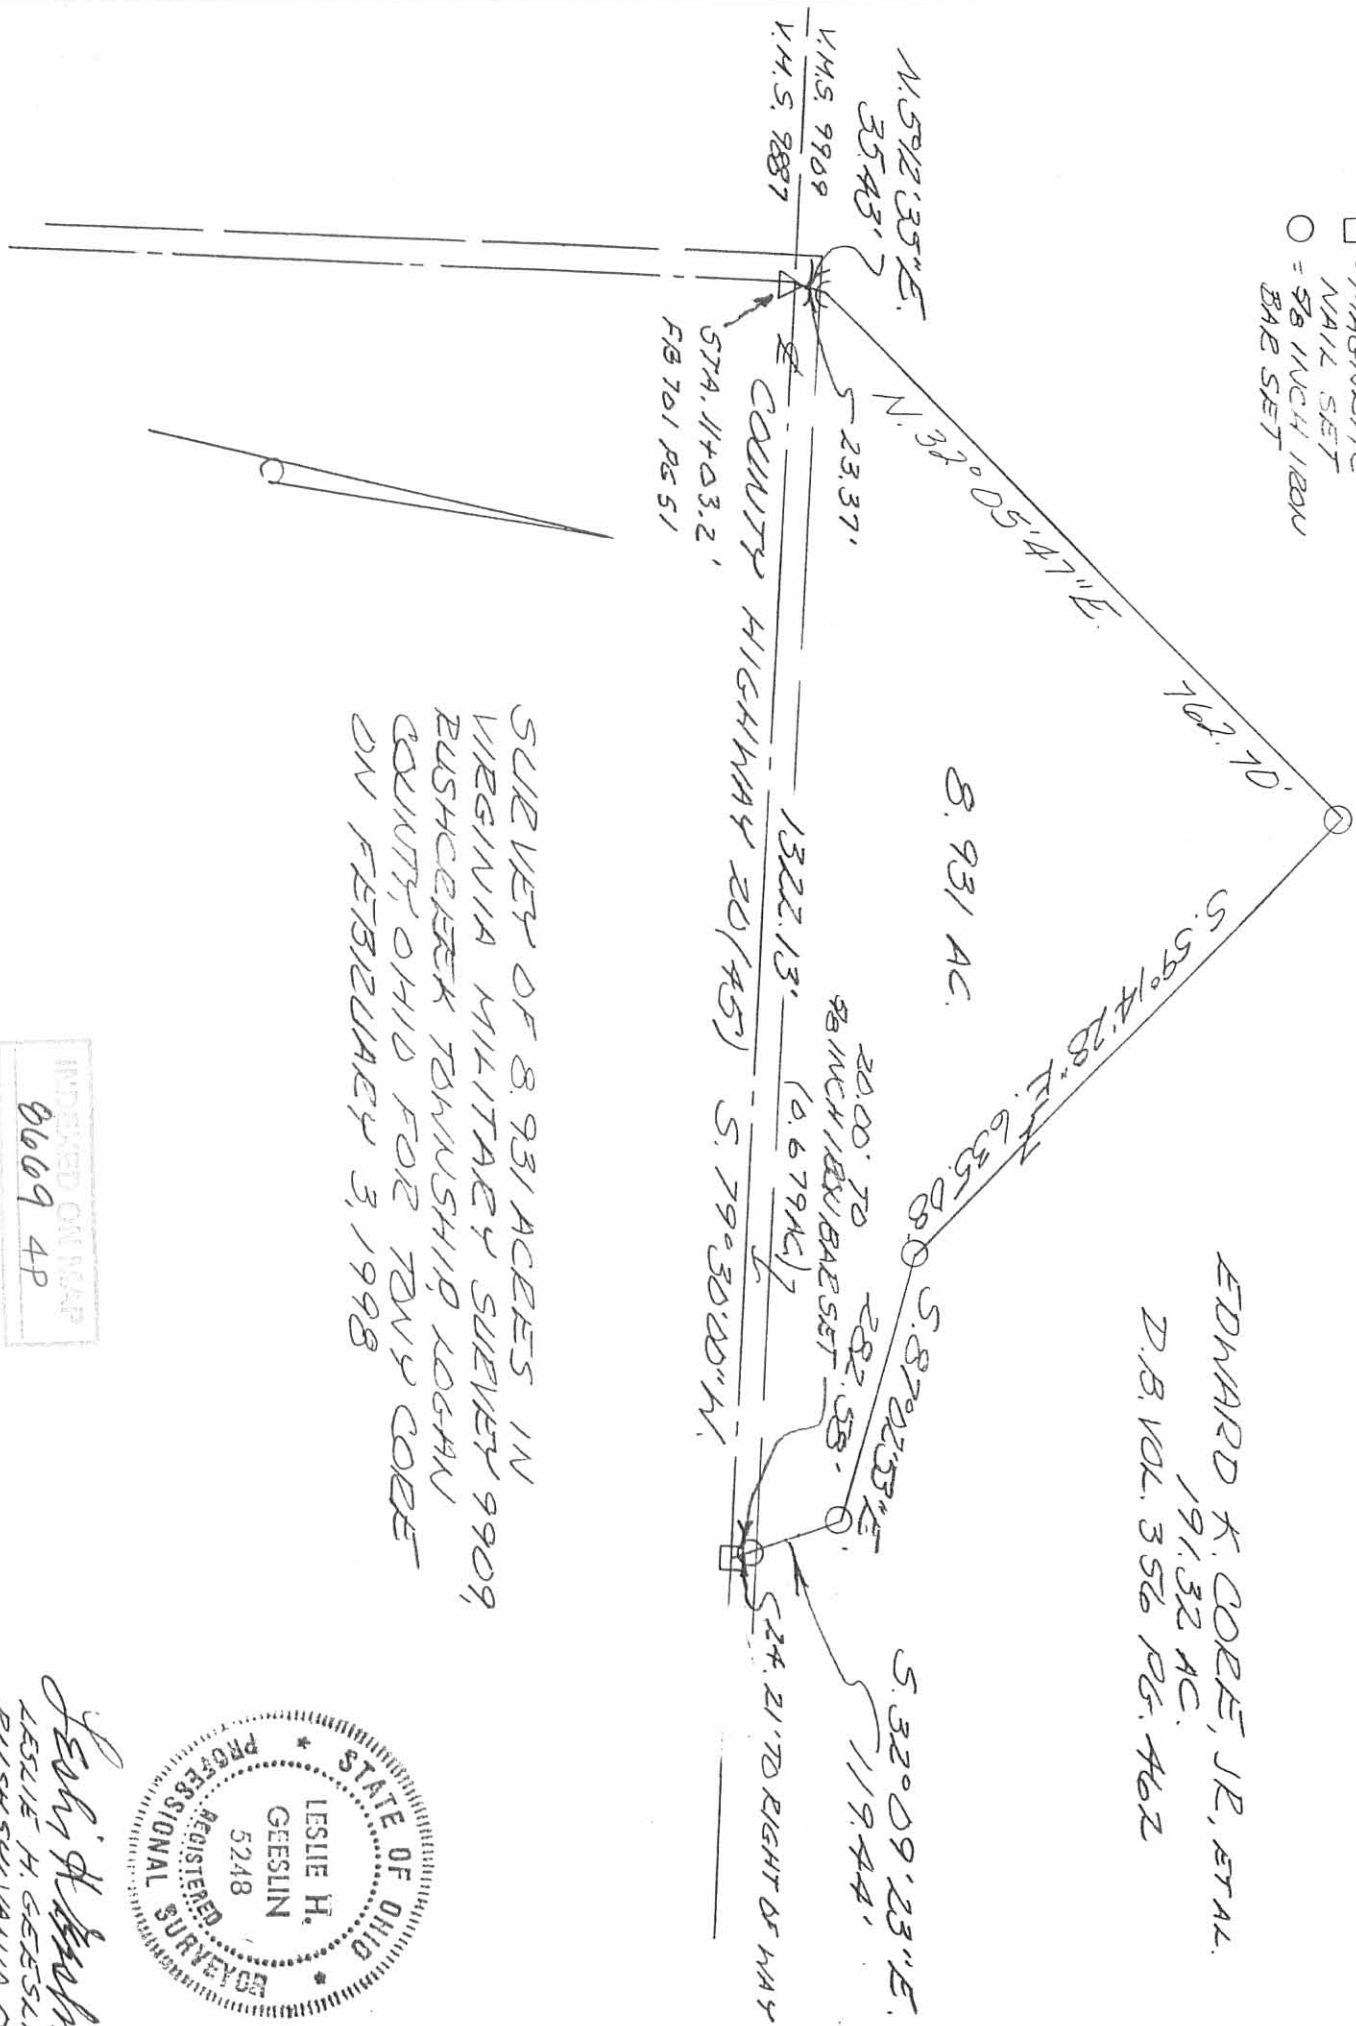 NAIL SET
○ = 5/8 INCH IRON
BAR SET
EDWARD K. CORE, JR., ET AL.
191.32 AC.
D.B. VOL. 356 PG. 462
N. 32° 05' 47" E.
762.70'
S. 59° 14' 28" E.
635.08'
S. 87° 02' 53" E.
282.58'
S. 32° 09' 23" E.
119.44'
8.931 AC.
20.00' TO
5/8 INCH IRON BAR SET
24.21' TO RIGHT OF WAY
N. 5° 12' 35" E.
35.43'
V.M.S. 9909
V.M.S. 9887
23.37'
1322.13'
(0.679 AC.)
COUNTY HIGHWAY 20 (45') S. 79° 30' 00" W.
STA. 11+03.2'
FB 701 PG 51
SURVEY OF 8.931 ACRES IN
VIRGINIA MILITARY SURVEY 9909,
RUSHCREEK TOWNSHIP, LOGAN
COUNTY, OHIO FOR TONY CORE
ON FEBRUARY 3, 1998
INDEXED ON MAP
8669 4P
STATE OF OHIO
LESLIE H.
GEESLIN
5248
REGISTERED
PROFESSIONAL SURVEYOR
LESLIE H. GEESLIN